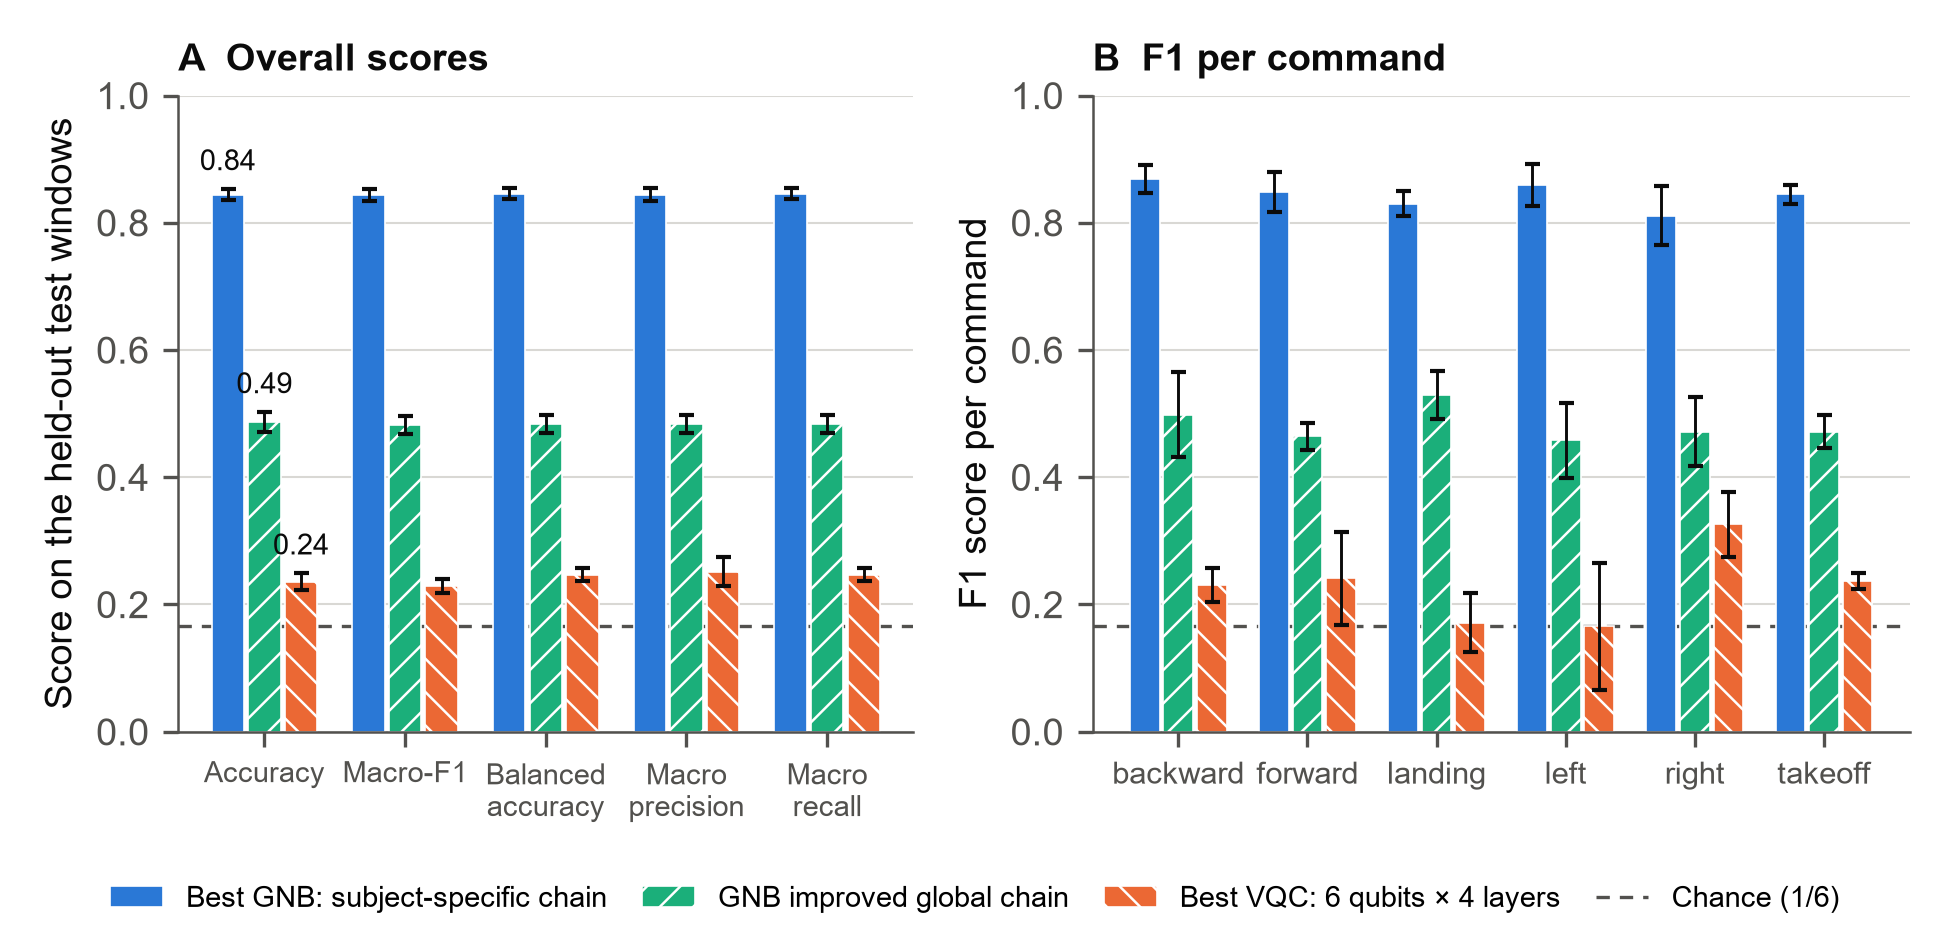 A Overall scores
Score on the held-out test windows
1.0
0.8
0.6
0.4
0.2
0.0
0.84
0.49
0.24
Accuracy
Macro-F1
Balanced
accuracy
Macro
precision
Macro
recall
B F1 per command
F1 score per command
1.0
0.8
0.6
0.4
0.2
0.0
backward
forward
landing
left
right
takeoff
Best GNB: subject-specific chain
GNB improved global chain
Best VQC: 6 qubits × 4 layers
Chance (1/6)